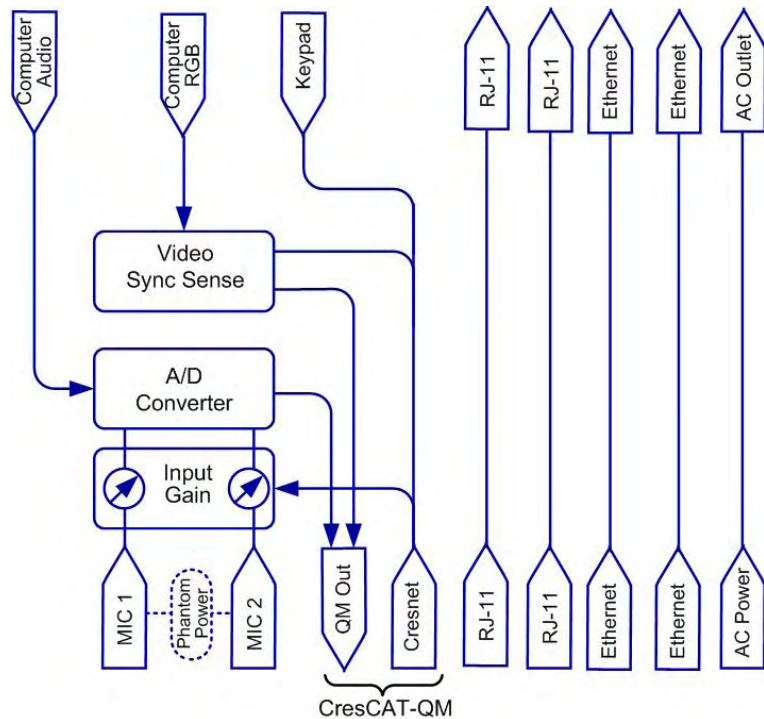 Computer
Audio
Computer
RGB
Keypad
RJ-11
RJ-11
Ethernet
Ethernet
AC Outlet
Video
Sync Sense
A/D
Converter
Input
Gain
MIC 1
Phantom
Power
MIC 2
QM Out
Cresnet
RJ-11
RJ-11
Ethernet
Ethernet
AC Power
CresCAT-QM